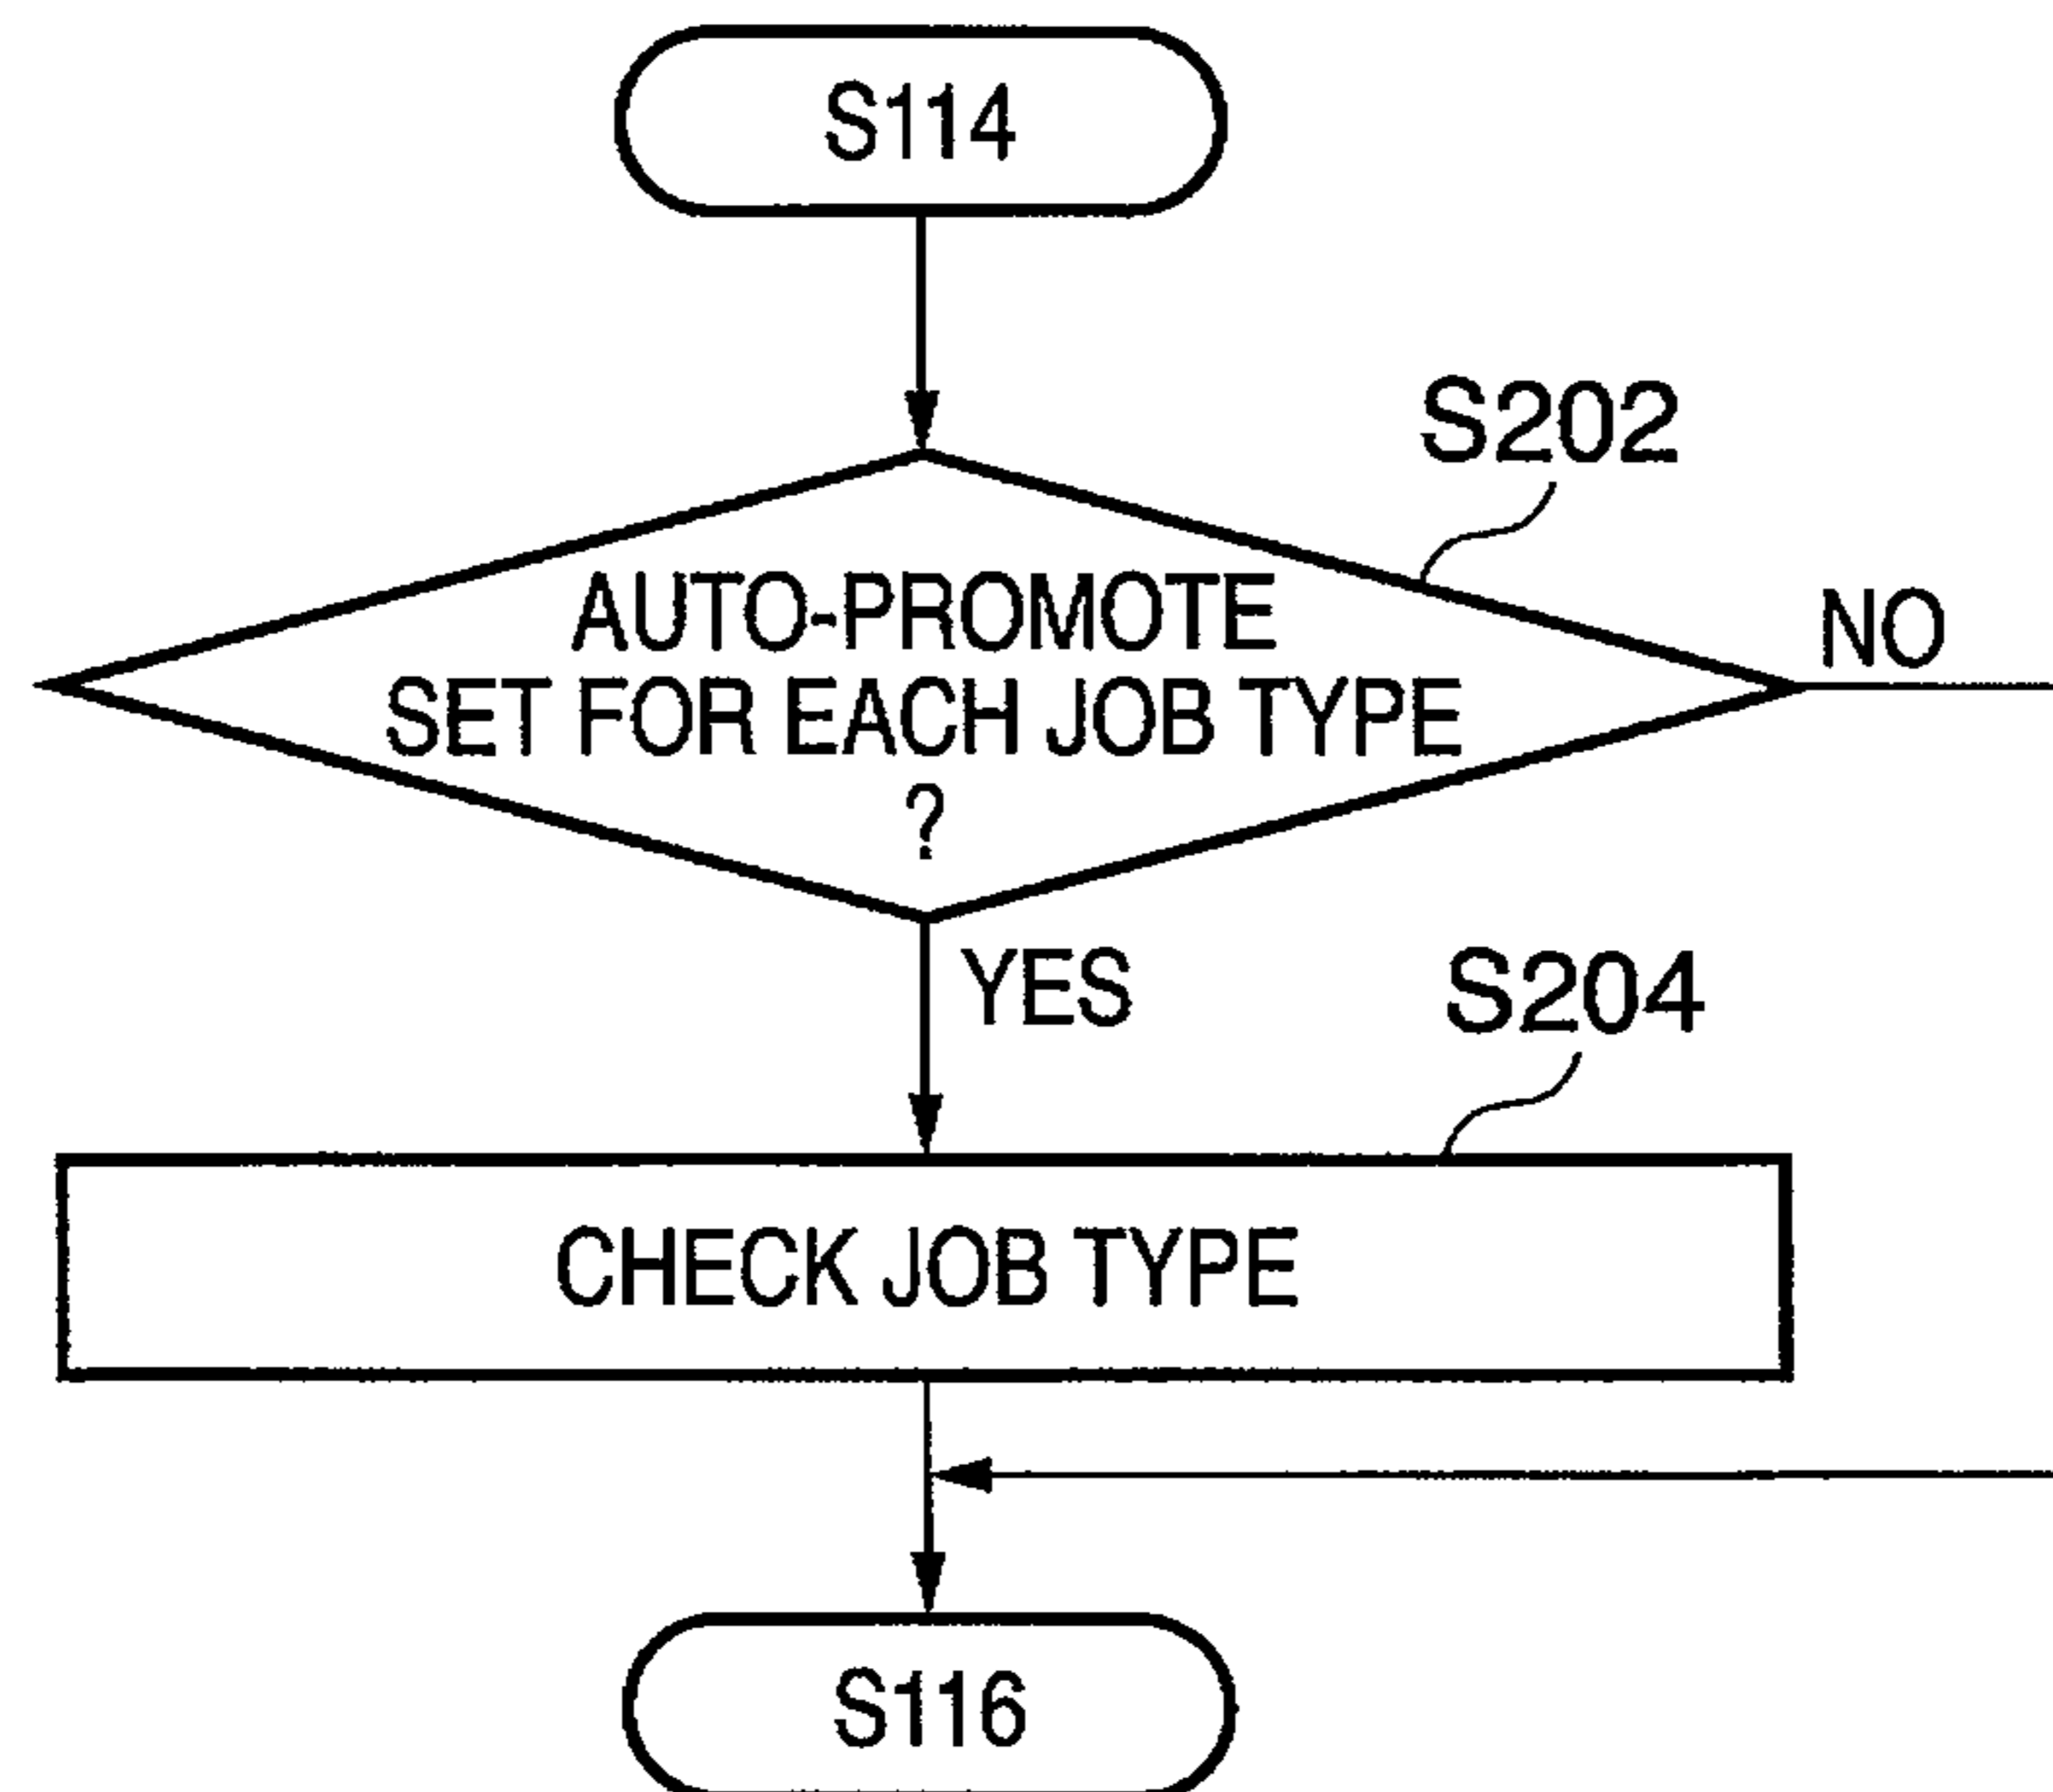 S114
S202
AUTO-PROMOTE
SET FOR EACH JOB TYPE
?
NO
YES
S204
CHECK JOB TYPE
S116